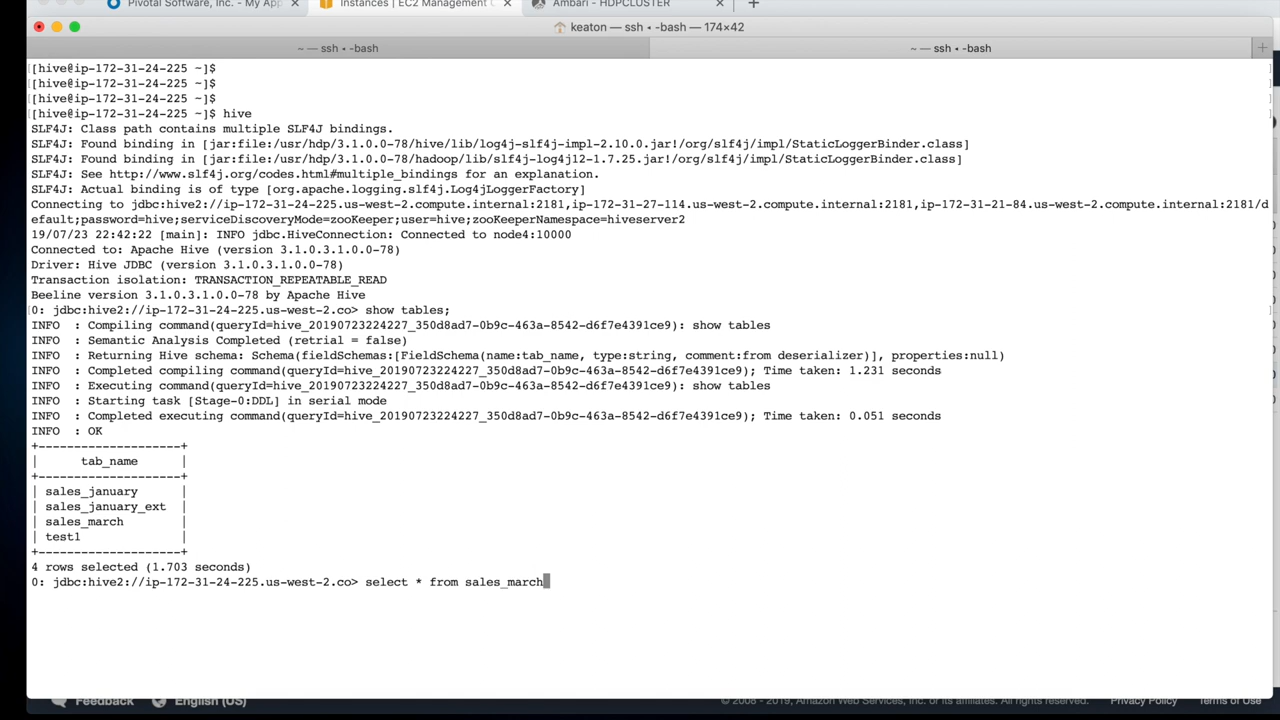 Pivotal Software, Inc. - My App
Instances | EC2 Management C
Ambari - HDPCLUSTER
keaton — ssh ◂ -bash — 174×42
~ — ssh ◂ -bash
~ — ssh ◂ -bash
[[hive@ip-172-31-24-225 ~]$ ]
[[hive@ip-172-31-24-225 ~]$ ]
[[hive@ip-172-31-24-225 ~]$ ]
[[hive@ip-172-31-24-225 ~]$ hive ]
SLF4J: Class path contains multiple SLF4J bindings.
SLF4J: Found binding in [jar:file:/usr/hdp/3.1.0.0-78/hive/lib/log4j-slf4j-impl-2.10.0.jar!/org/slf4j/impl/StaticLoggerBinder.class]
SLF4J: Found binding in [jar:file:/usr/hdp/3.1.0.0-78/hadoop/lib/slf4j-log4j12-1.7.25.jar!/org/slf4j/impl/StaticLoggerBinder.class]
SLF4J: See http://www.slf4j.org/codes.html#multiple_bindings for an explanation.
SLF4J: Actual binding is of type [org.apache.logging.slf4j.Log4jLoggerFactory]
Connecting to jdbc:hive2://ip-172-31-24-225.us-west-2.compute.internal:2181,ip-172-31-27-114.us-west-2.compute.internal:2181,ip-172-31-21-84.us-west-2.compute.internal:2181/d
efault;password=hive;serviceDiscoveryMode=zooKeeper;user=hive;zooKeeperNamespace=hiveserver2
19/07/23 22:42:22 [main]: INFO jdbc.HiveConnection: Connected to node4:10000
Connected to: Apache Hive (version 3.1.0.3.1.0.0-78)
Driver: Hive JDBC (version 3.1.0.3.1.0.0-78)
Transaction isolation: TRANSACTION_REPEATABLE_READ
Beeline version 3.1.0.3.1.0.0-78 by Apache Hive
[0: jdbc:hive2://ip-172-31-24-225.us-west-2.co> show tables; ]
INFO  : Compiling command(queryId=hive_20190723224227_350d8ad7-0b9c-463a-8542-d6f7e4391ce9): show tables
INFO  : Semantic Analysis Completed (retrial = false)
INFO  : Returning Hive schema: Schema(fieldSchemas:[FieldSchema(name:tab_name, type:string, comment:from deserializer)], properties:null)
INFO  : Completed compiling command(queryId=hive_20190723224227_350d8ad7-0b9c-463a-8542-d6f7e4391ce9); Time taken: 1.231 seconds
INFO  : Executing command(queryId=hive_20190723224227_350d8ad7-0b9c-463a-8542-d6f7e4391ce9): show tables
INFO  : Starting task [Stage-0:DDL] in serial mode
INFO  : Completed executing command(queryId=hive_20190723224227_350d8ad7-0b9c-463a-8542-d6f7e4391ce9); Time taken: 0.051 seconds
INFO  : OK
+--------------------+
|      tab_name      |
+--------------------+
| sales_january      |
| sales_january_ext  |
| sales_march        |
| test1              |
+--------------------+
4 rows selected (1.703 seconds)
0: jdbc:hive2://ip-172-31-24-225.us-west-2.co> select * from sales_march
Feedback
English (US)
© 2008 - 2019, Amazon Web Services, Inc. or its affiliates. All rights reserved.
Privacy Policy
Terms of Use